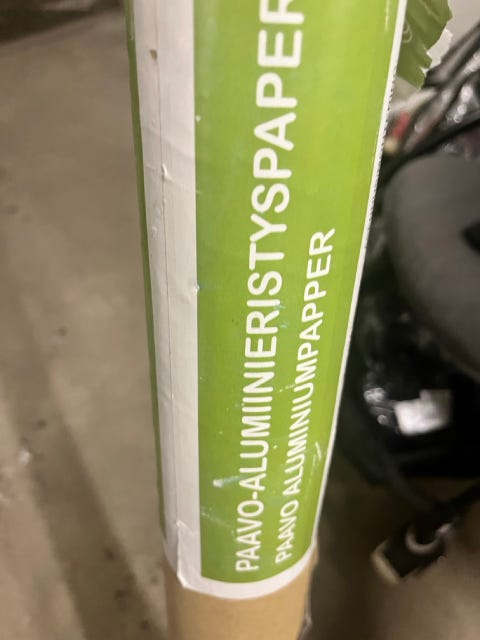 PAAVO-ALUMIINIERISTYSPAPER
PAAVO ALUMINIUMPAPPER